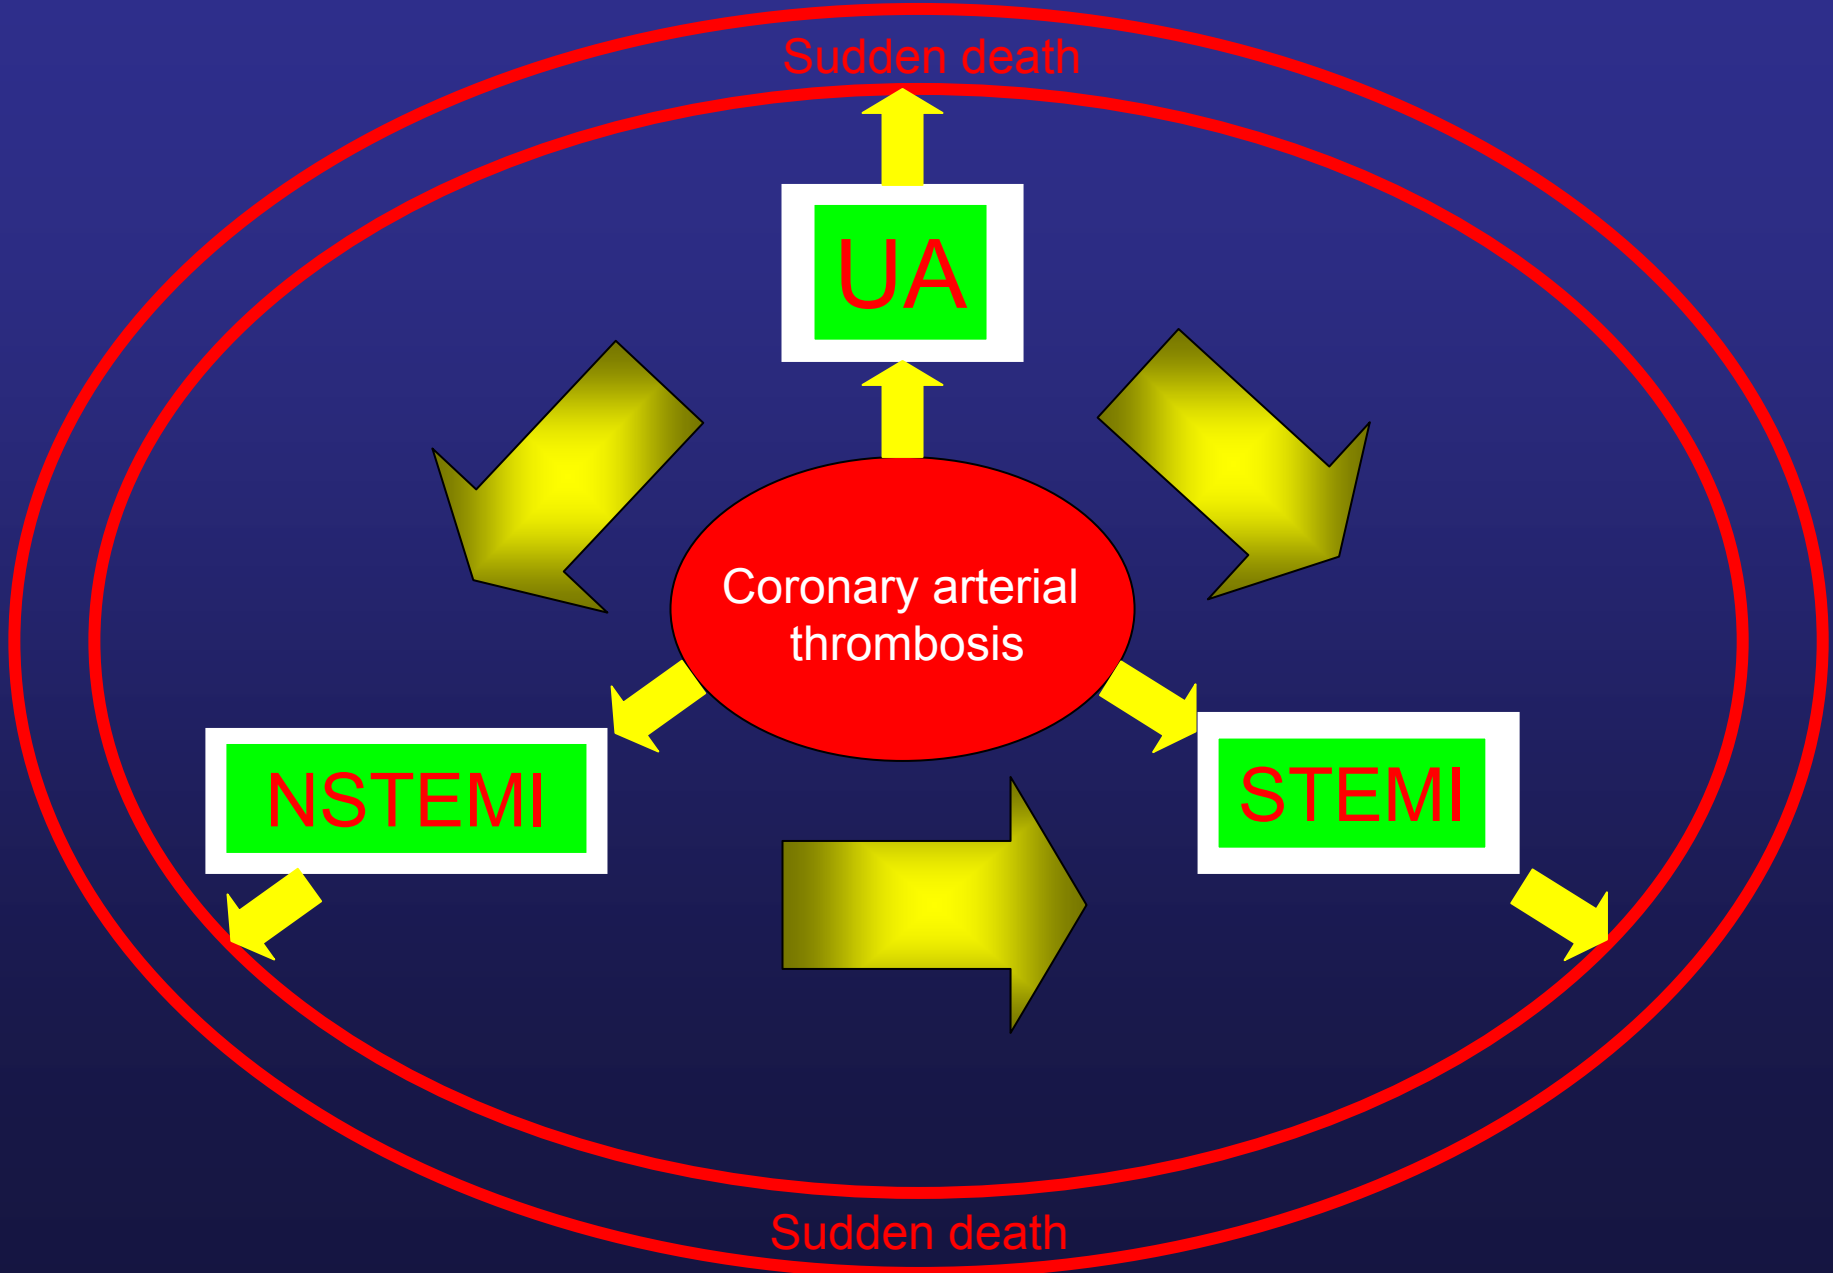 Sudden death
UA
Coronary arterial
thrombosis
NSTEMI
STEMI
Sudden death